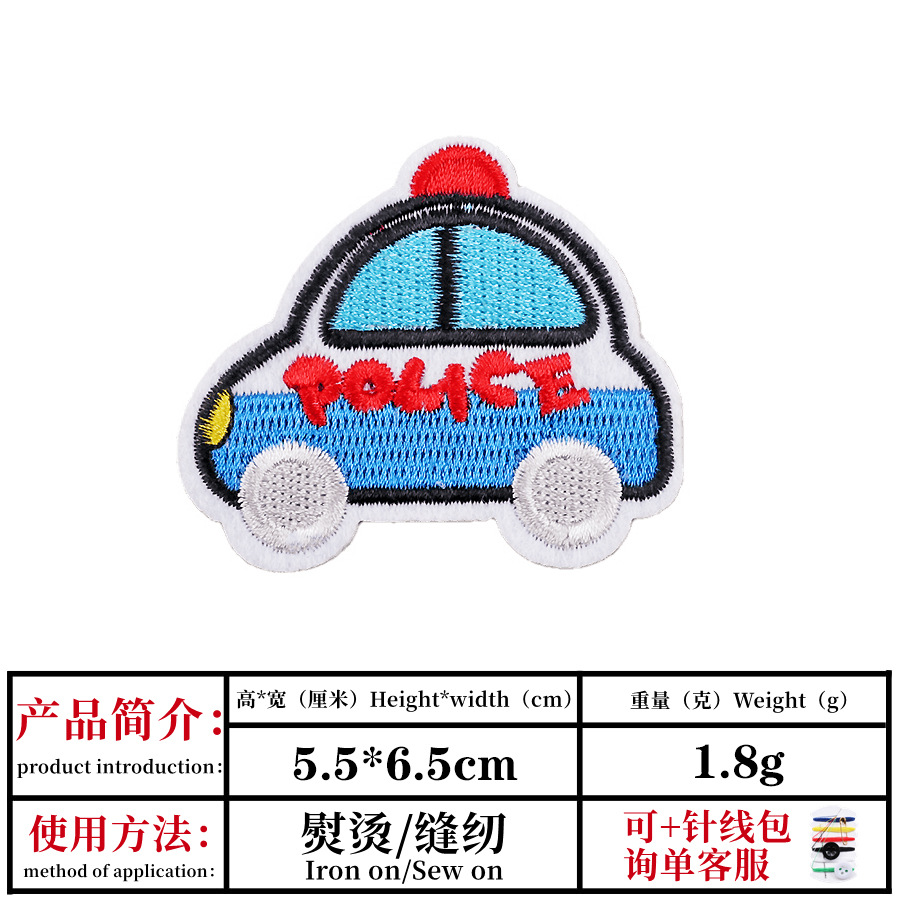 POLICE
产品简介：
product introduction：
高*宽（厘米）Height*width（cm）
5.5*6.5cm
重量（克）Weight（g）
1.8g
使用方法：
method of application：
熨烫/缝纫
Iron on/Sew on
可+针线包
询单客服